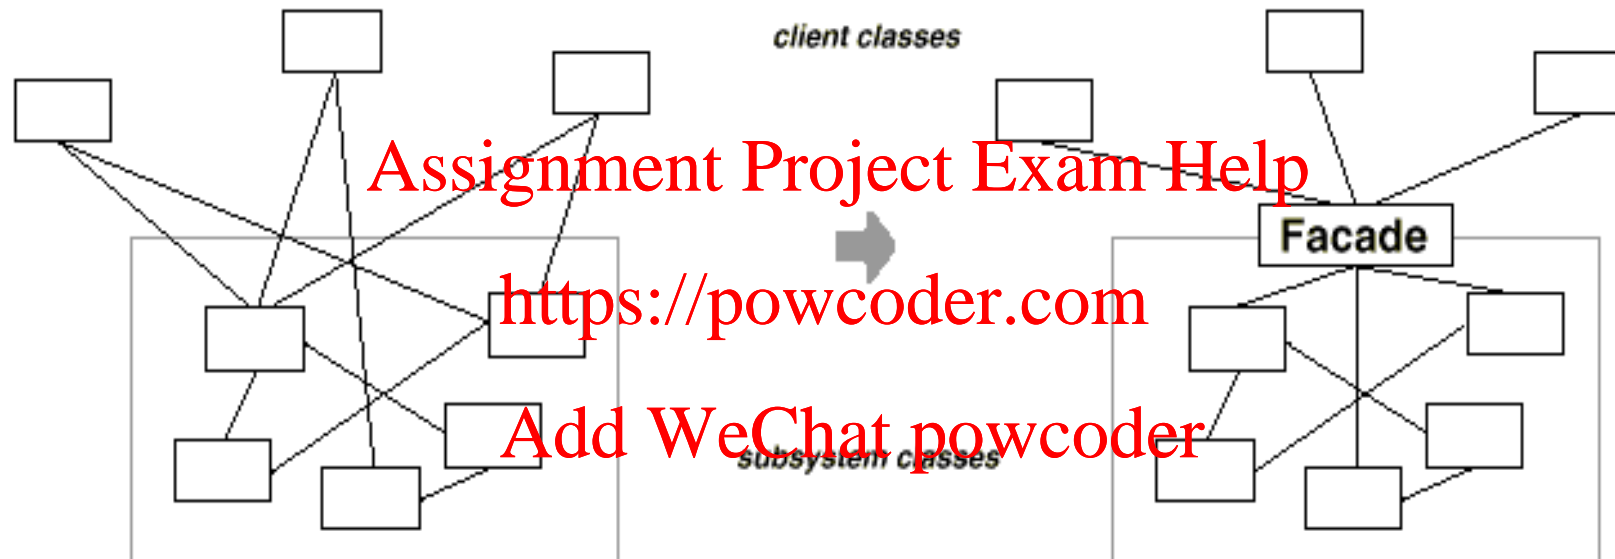 client classes
Assignment Project Exam Help
Facade
https://powcoder.com
Add WeChat powcoder
subsystem classes